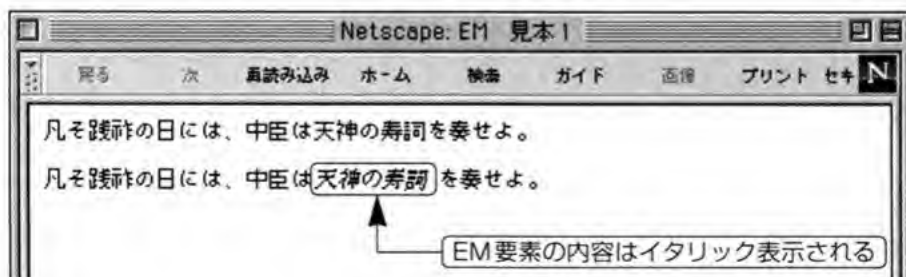 Netscape: EM 見本 1
戻る 次 再読み込み ホーム 検索 ガイド 画像 プリント セキ N
凡そ践祚の日には、中臣は天神の寿詞を奏せよ。
凡そ践祚の日には、中臣は天神の寿詞を奏せよ。
EM要素の内容はイタリック表示される